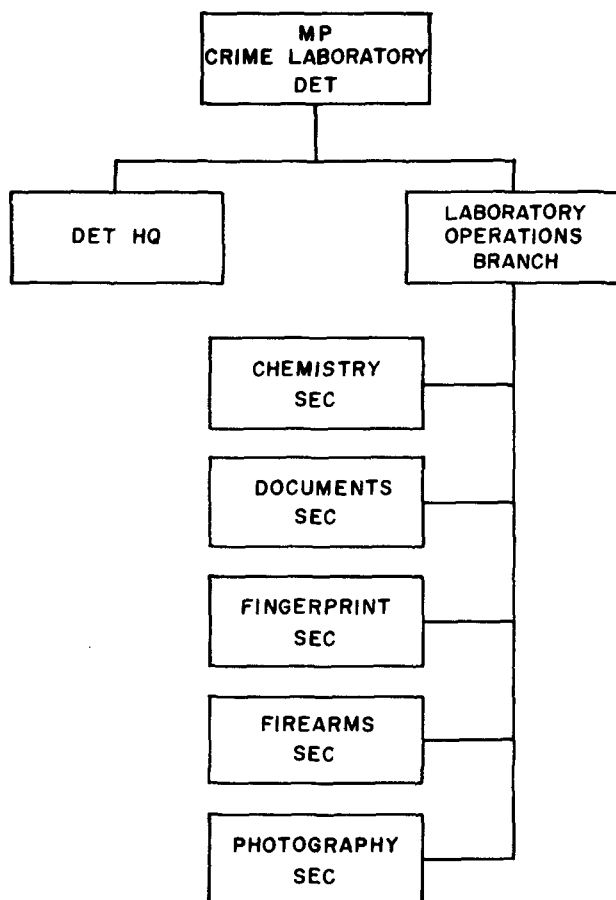 MP
CRIME LABORATORY
DET
DET HQ
LABORATORY
OPERATIONS
BRANCH
CHEMISTRY
SEC
DOCUMENTS
SEC
FINGERPRINT
SEC
FIREARMS
SEC
PHOTOGRAPHY
SEC